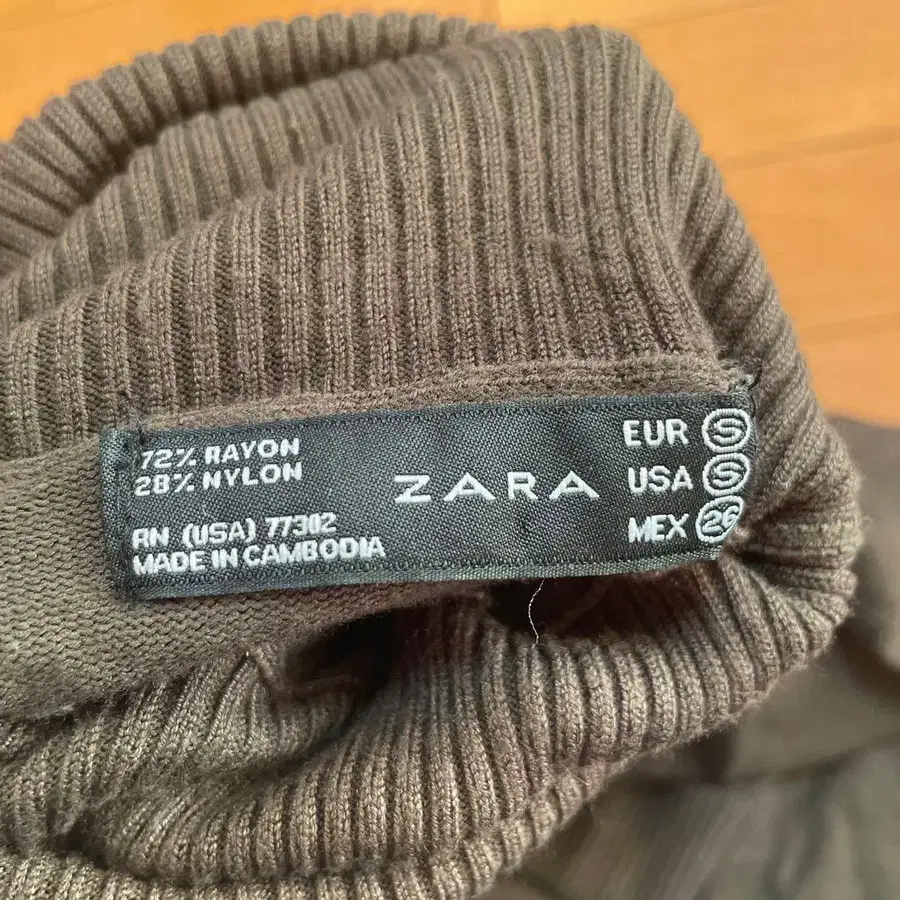 72% RAYON
28% NYLON
RN (USA) 77302
MADE IN CAMBODIA
ZARA
EUR S
USA S
MEX 26